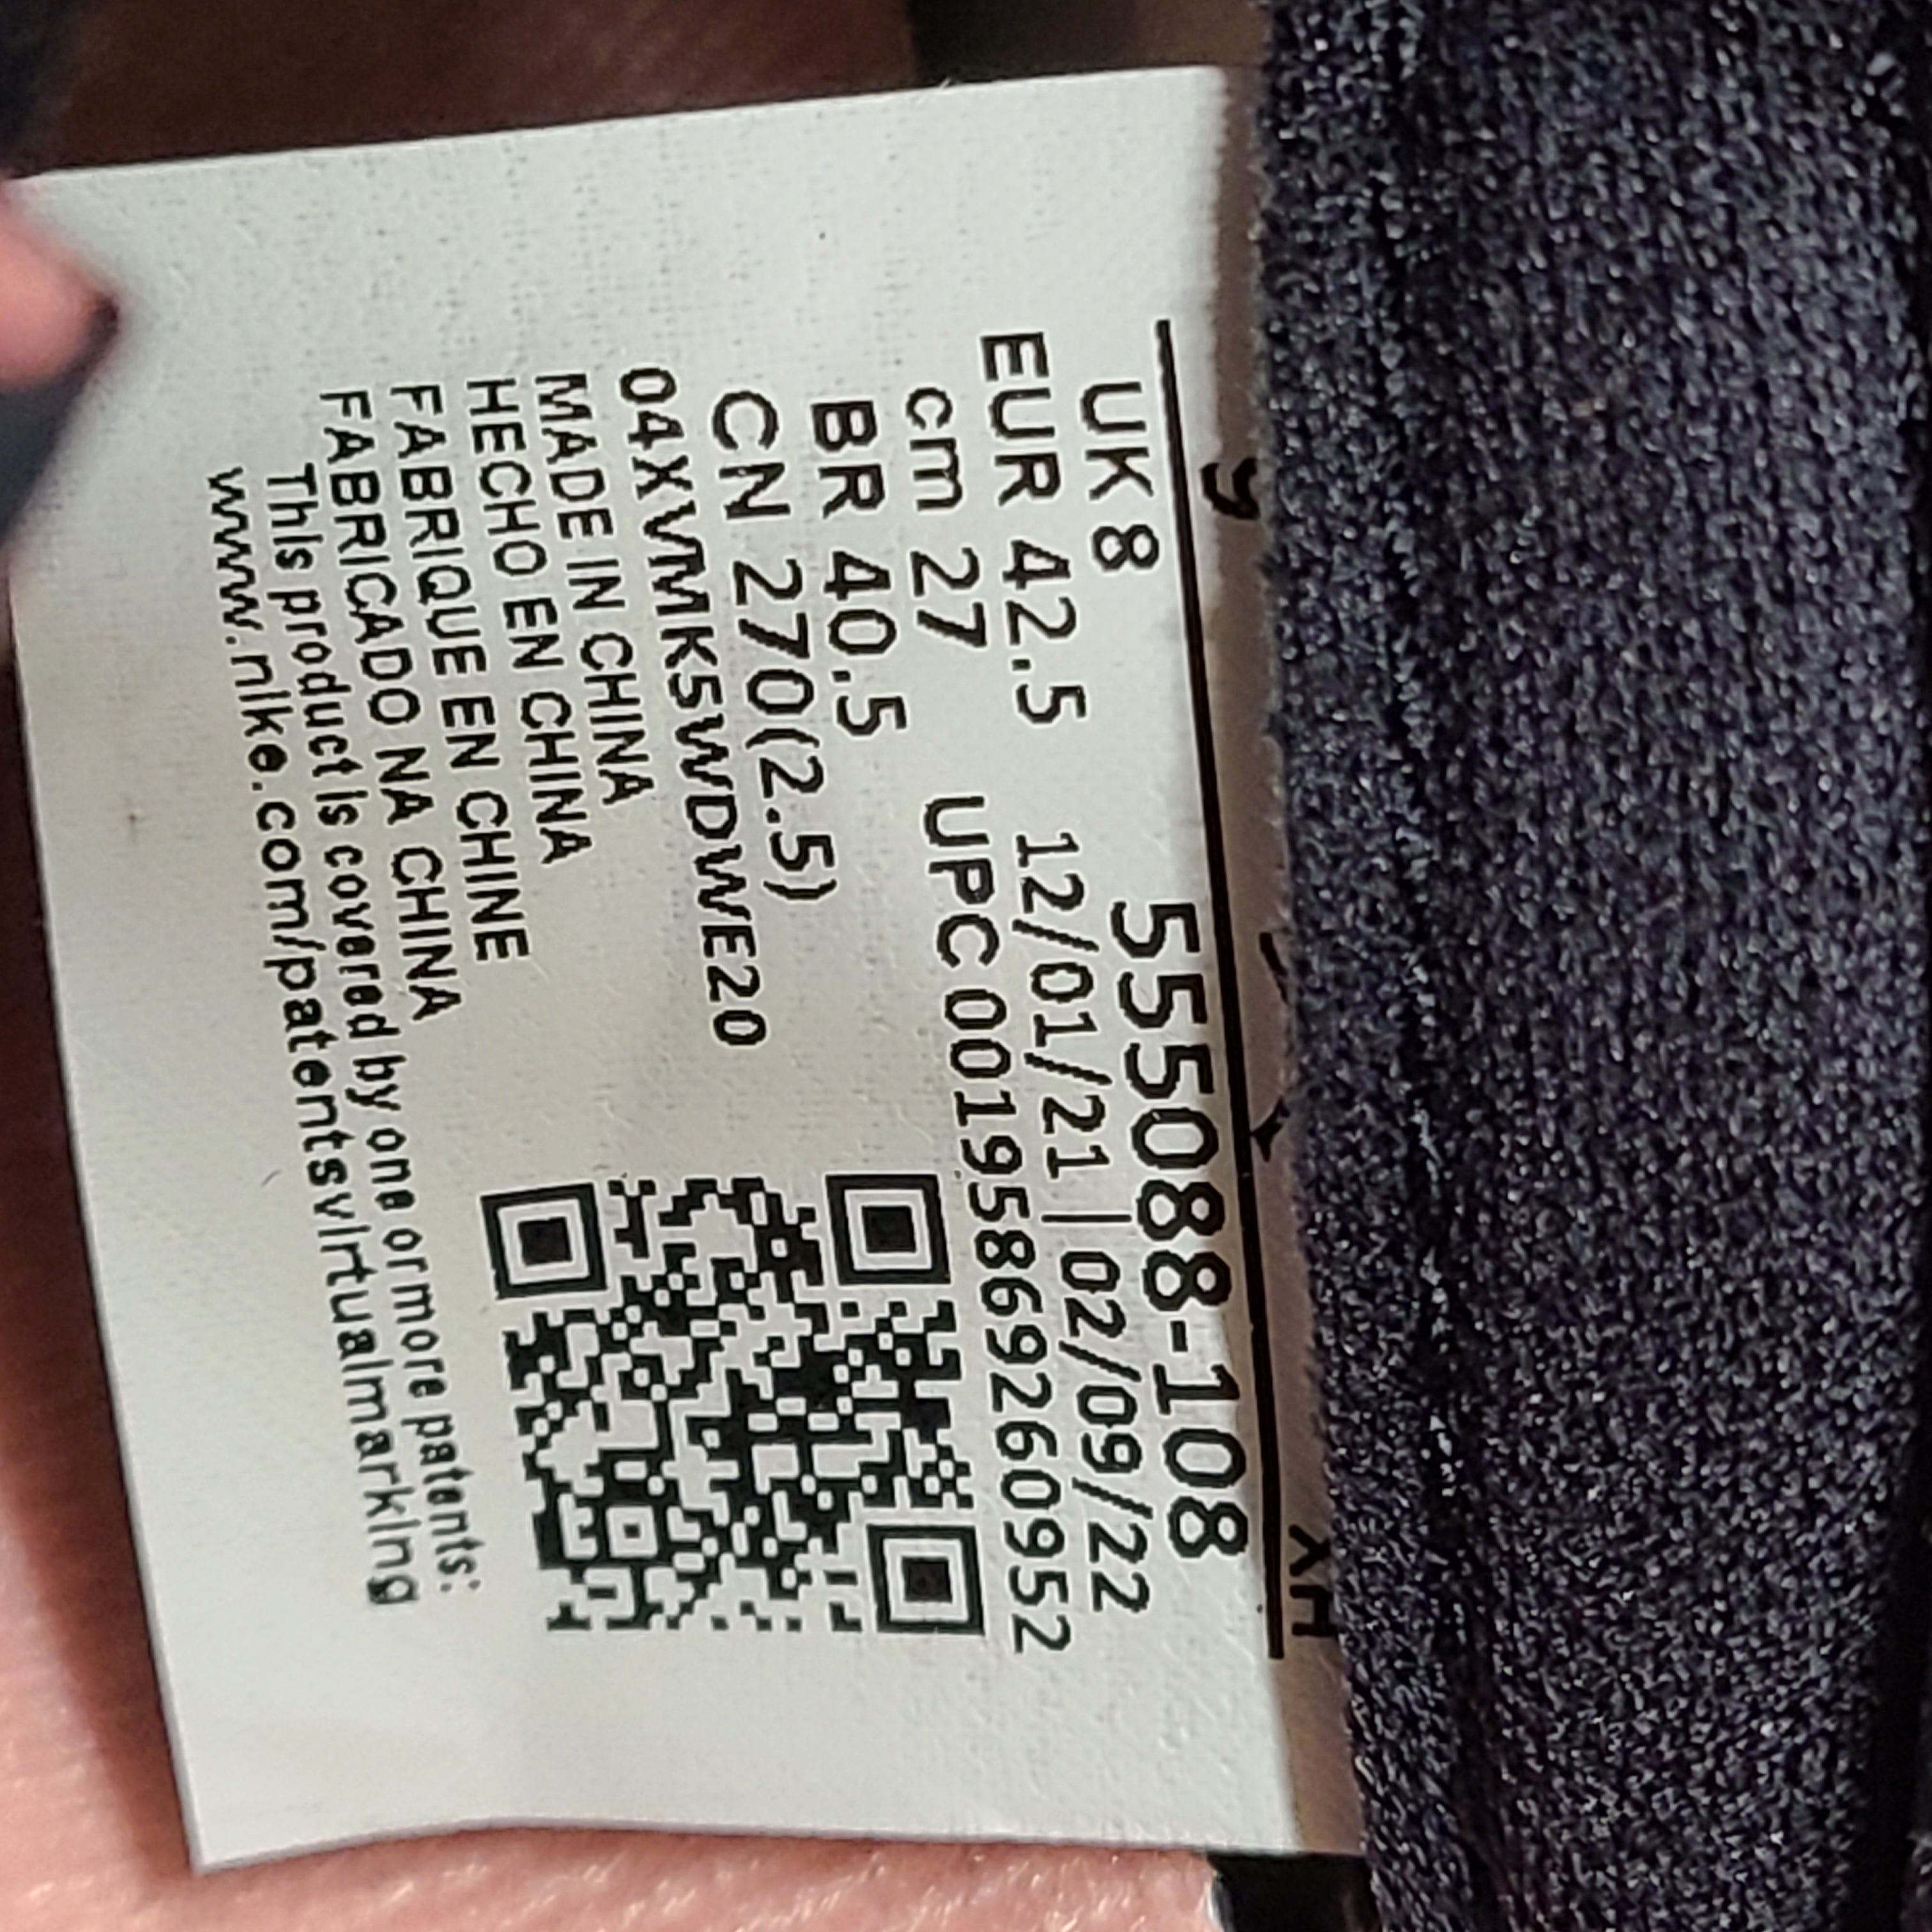 UK 8
555088-108
EUR 42.5
12/01/21 | 02/09/22
cm 27
UPC 00195869260952
BR 40.5
CN 270(2.5)
04XVMK5WDWE20
MADE IN CHINA
HECHO EN CHINA
FABRIQUE EN CHINE
FABRICADO NA CHINA
This product is covered by one or more patents:
www.nike.com/patentsvirtualmarking